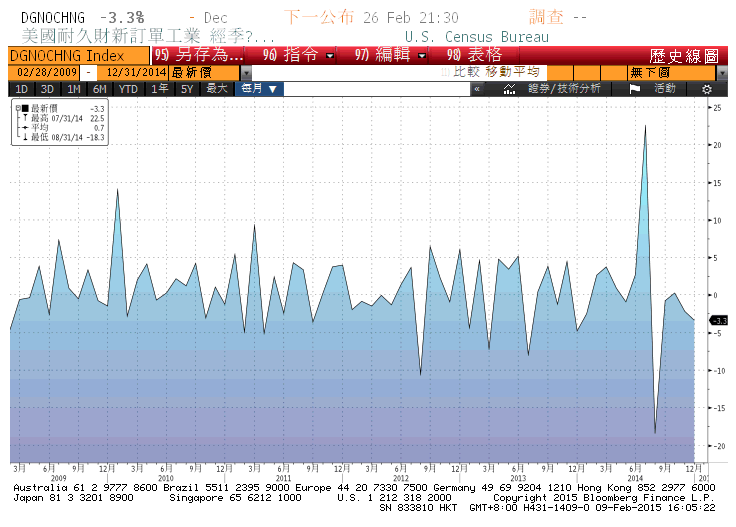 DGNOCHNG -3.3% - Dec 下一公布 26 Feb 21:30 調查 --
美國耐久財新訂單工業 經季?... U.S. Census Bureau
DGNOCHNG Index 95) 另存為... 96) 指令 97) 編輯 98) 表格 歷史線圖
02/28/2009 - 12/31/2014 最新價 比較 移動平均 無下圖
1D 3D 1M 6M YTD 1年 5Y 最大 每月 ▼ « 證券/技術分析 活動
最新價 -3.3
最高 07/31/14 22.5
平均 0.7
最低 08/31/14 -18.3
25
20
15
10
5
0
-3.3
-5
-10
-15
-20
3月 6月 9月 12月 3月 6月 9月 12月 3月 6月 9月 12月 3月 6月 9月 12月 3月 6月 9月 12月 3月 6月 9月 12月
2009 2010 2011 2012 2013 2014
Australia 61 2 9777 8600 Brazil 5511 2395 9000 Europe 44 20 7330 7500 Germany 49 69 9204 1210 Hong Kong 852 2977 6000
Japan 81 3 3201 8900 Singapore 65 6212 1000 U.S. 1 212 318 2000 Copyright 2015 Bloomberg Finance L.P.
SN 833810 HKT GMT+8:00 H431-1409-0 09-Feb-2015 16:05:22